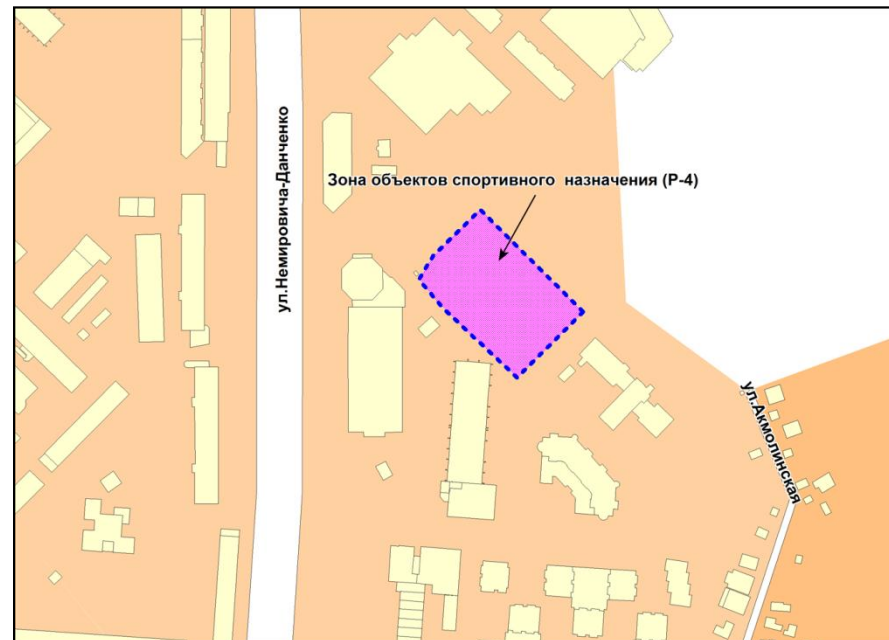 Зона объектов спортивного назначения (Р-4)
ул.Немировича-Данченко
ул.Акмолинская